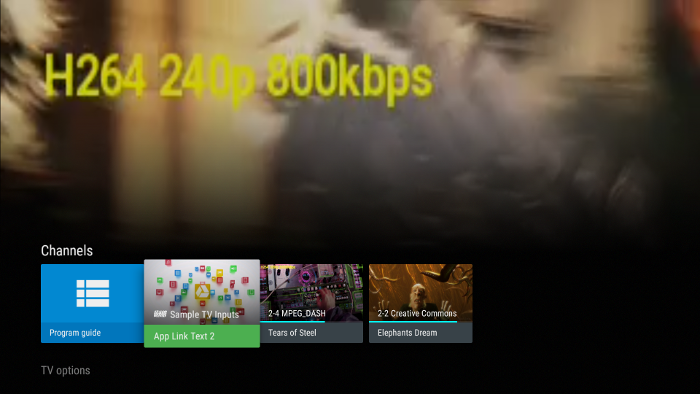 H264 240p 800kbps
Channels
Program guide
Sample TV Inputs
App Link Text 2
2-4 MPEG_DASH
Tears of Steel
2-2 Creative Commons
Elephants Dream
TV options